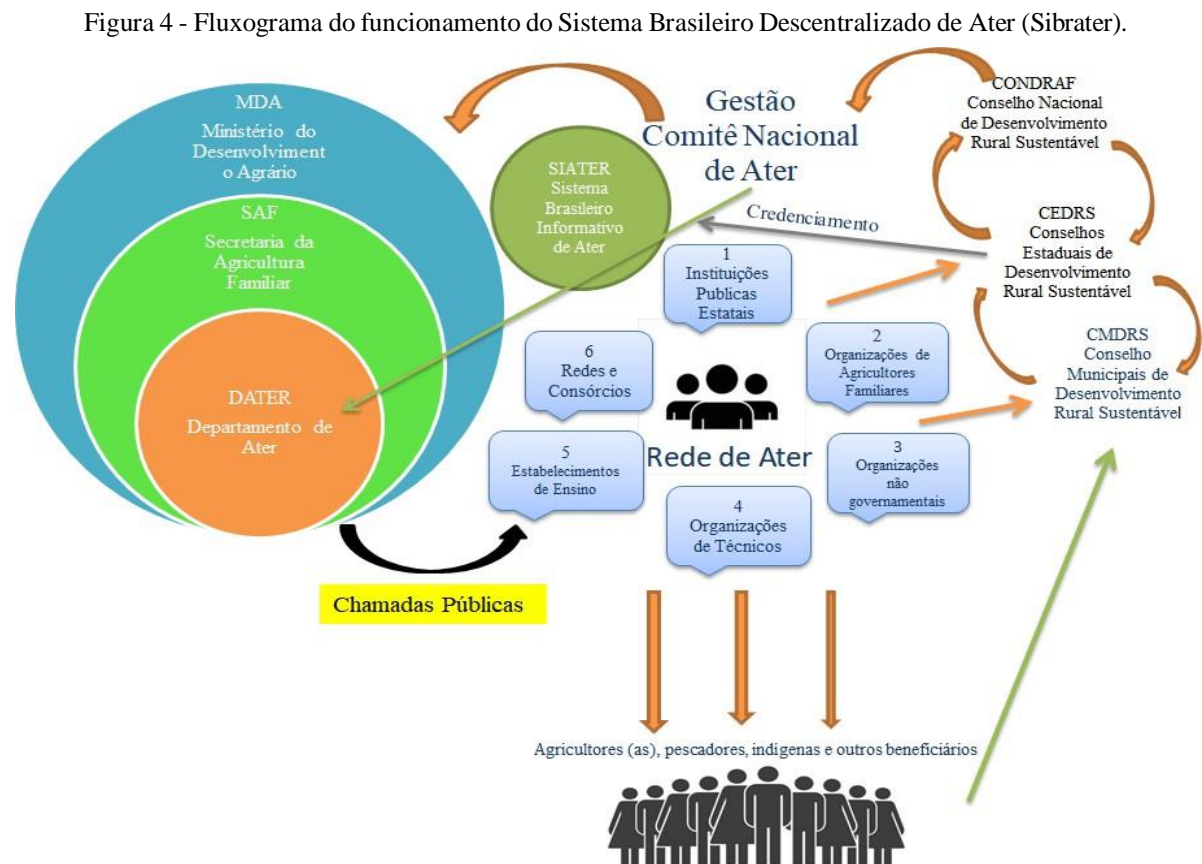 Figura 4 - Fluxograma do funcionamento do Sistema Brasileiro Descentralizado de Ater (Sibrater).
MDA
Ministério do
Desenvolviment
o Agrário
SAF
Secretaria da
Agricultura
Familiar
DATER
Departamento de
Ater
SIATER
Sistema
Brasileiro
Informativo
de Ater
Gestão
Comitê Nacional
de Ater
Credenciamento
CONDRAF
Conselho Nacional
de Desenvolvimento
Rural Sustentável
CEDRS
Conselhos
Estaduais de
Desenvolvimento
Rural Sustentável
CMDRS
Conselho
Municipais de
Desenvolvimento
Rural Sustentável
1
Instituições
Publicas
Estatais
2
Organizações de
Agricultores
Familiares
3
Organizações
não
governamentais
4
Organizações
de Técnicos
5
Estabelecimentos
de Ensino
6
Redes e
Consórcios
Rede de Ater
Chamadas Públicas
Agricultores (as), pescadores, indígenas e outros beneficiários